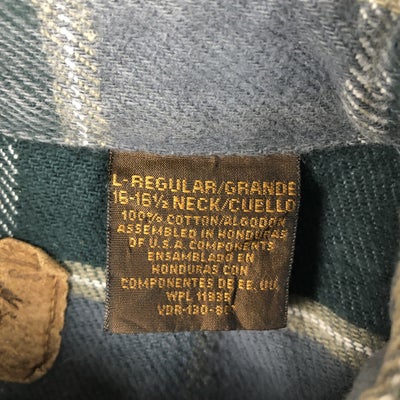 L-REGULAR/GRANDE
16-16½ NECK/CUELLO
100% COTTON/ALGODON
ASSEMBLED IN HONDURAS
OF U.S.A. COMPONENTS
ENSAMBLADO EN
HONDURAS CON
COMPONENTES DE EE. UU.
WPL 11935